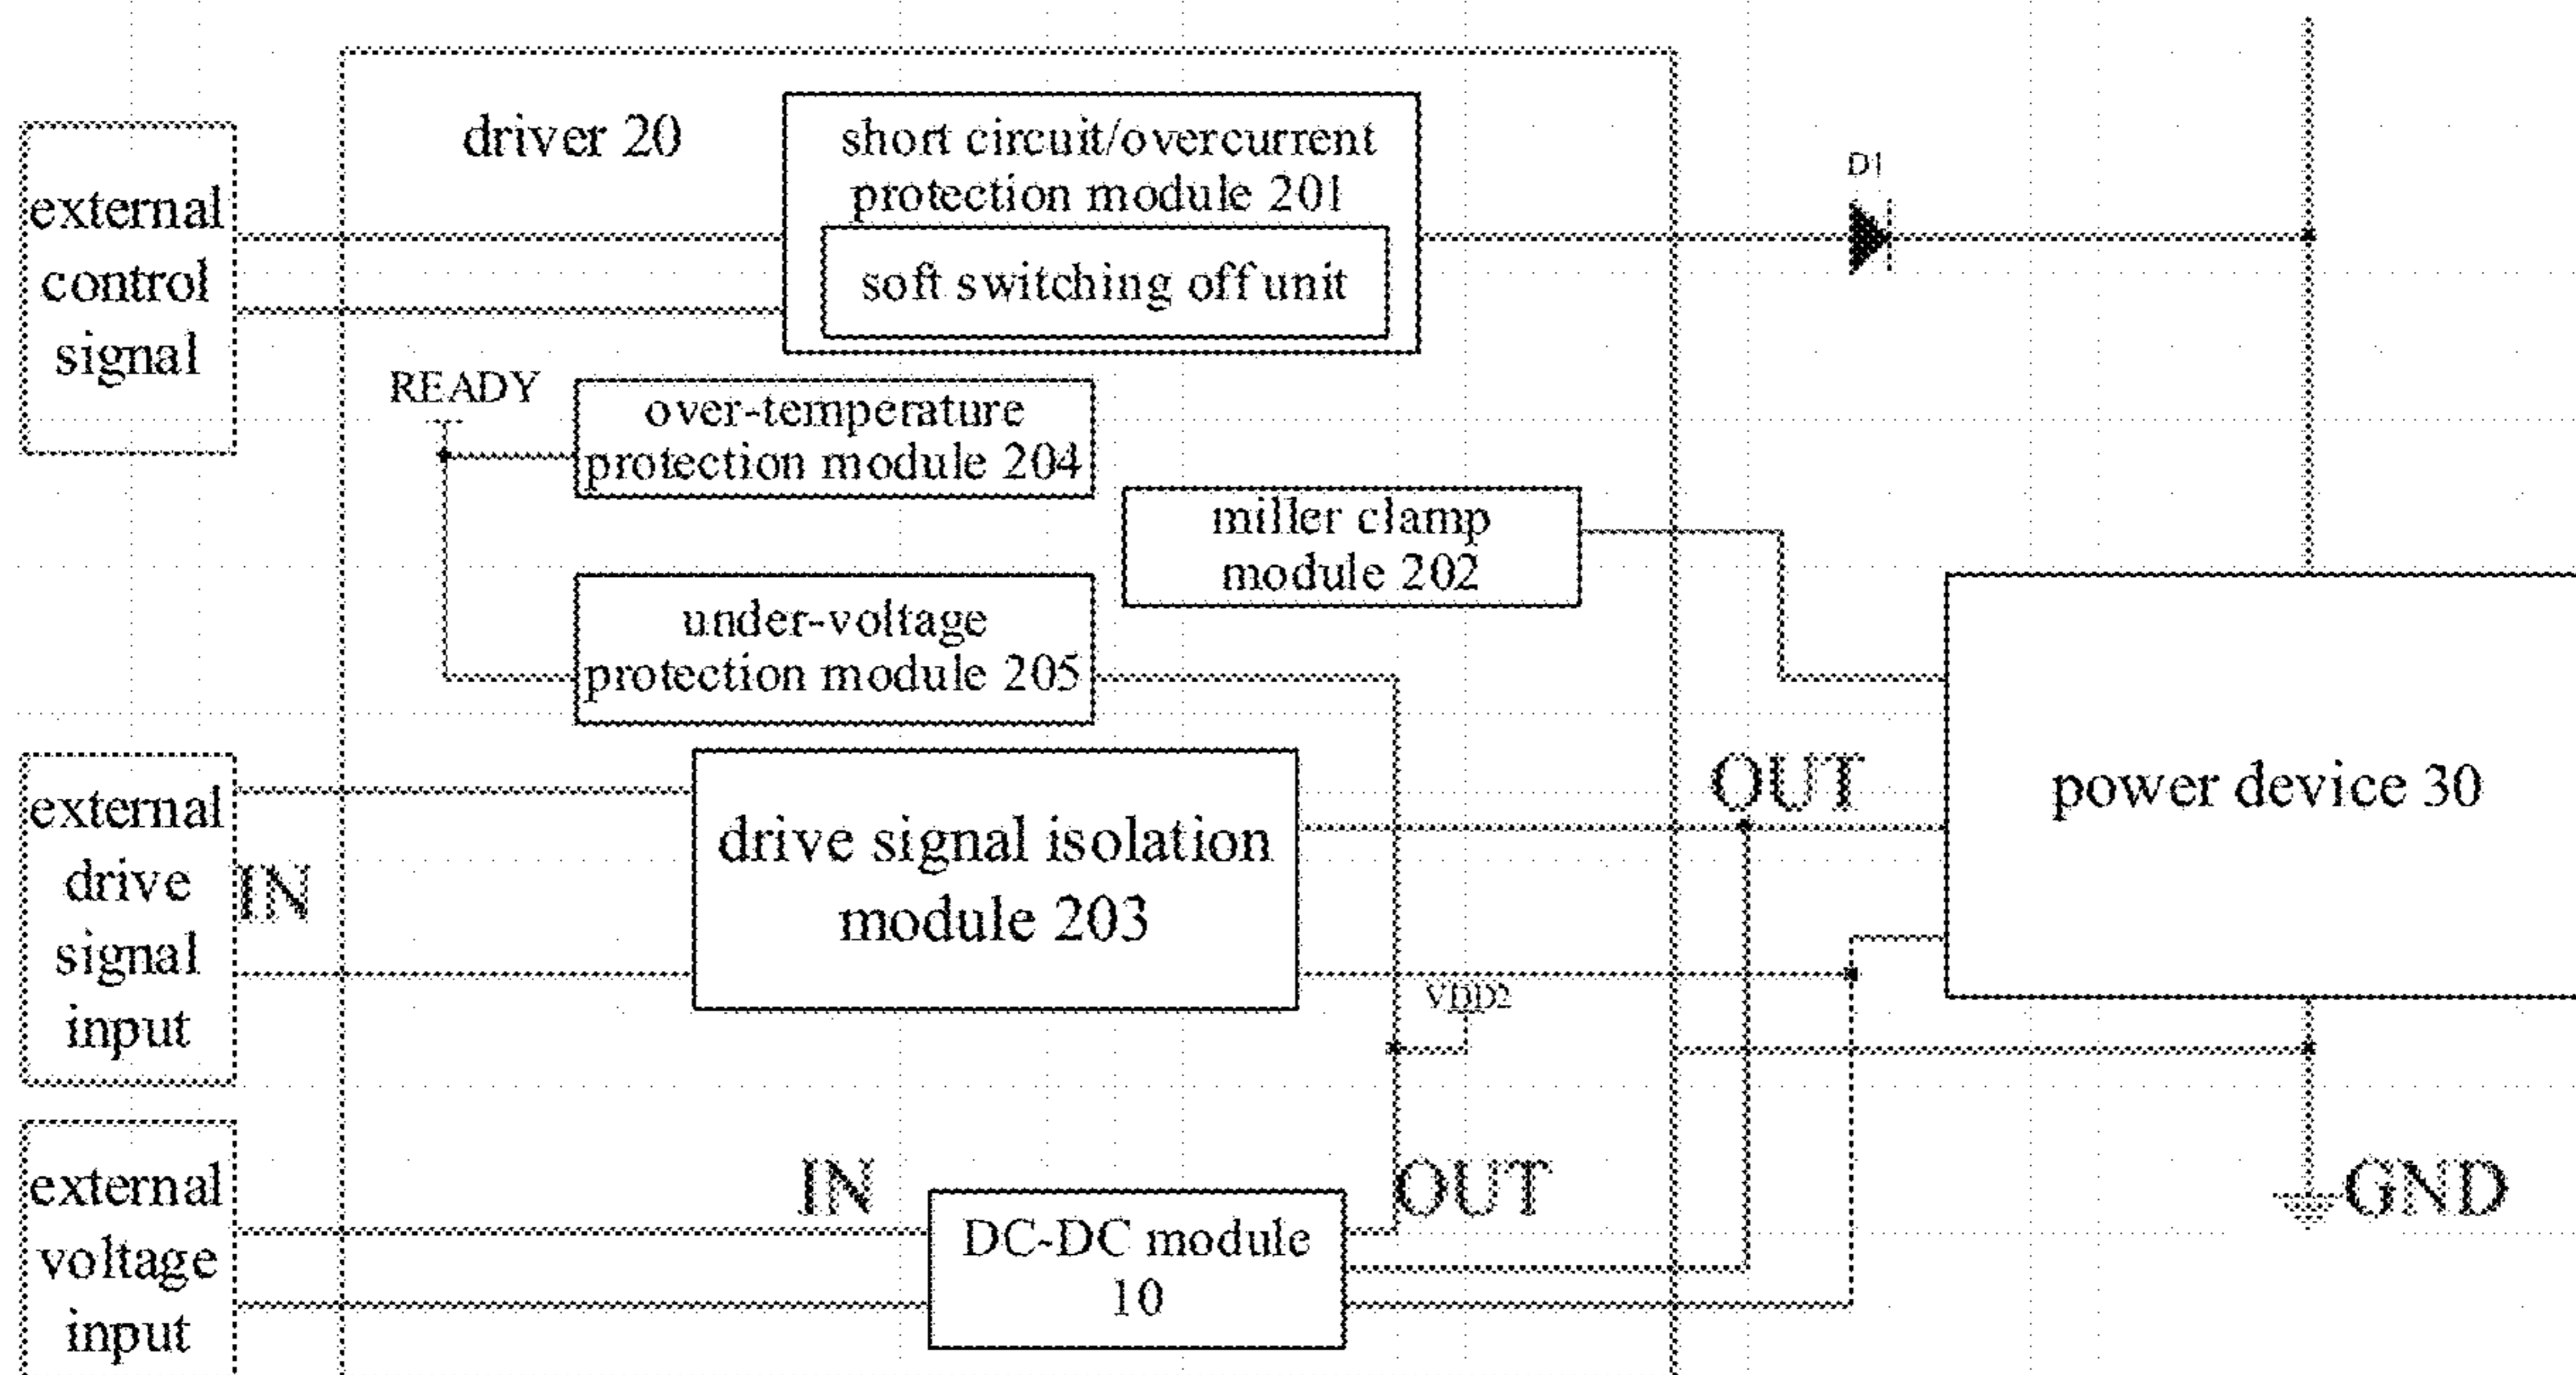 driver 20
short circuit/overcurrent
protection module 201
soft switching off unit
D1
external
control
signal
READY
over-temperature
protection module 204
miller clamp
module 202
under-voltage
protection module 205
external
drive
signal
input
IN
drive signal isolation
module 203
OUT
power device 30
VDD2
external
voltage
input
IN
DC-DC module
10
OUT
GND